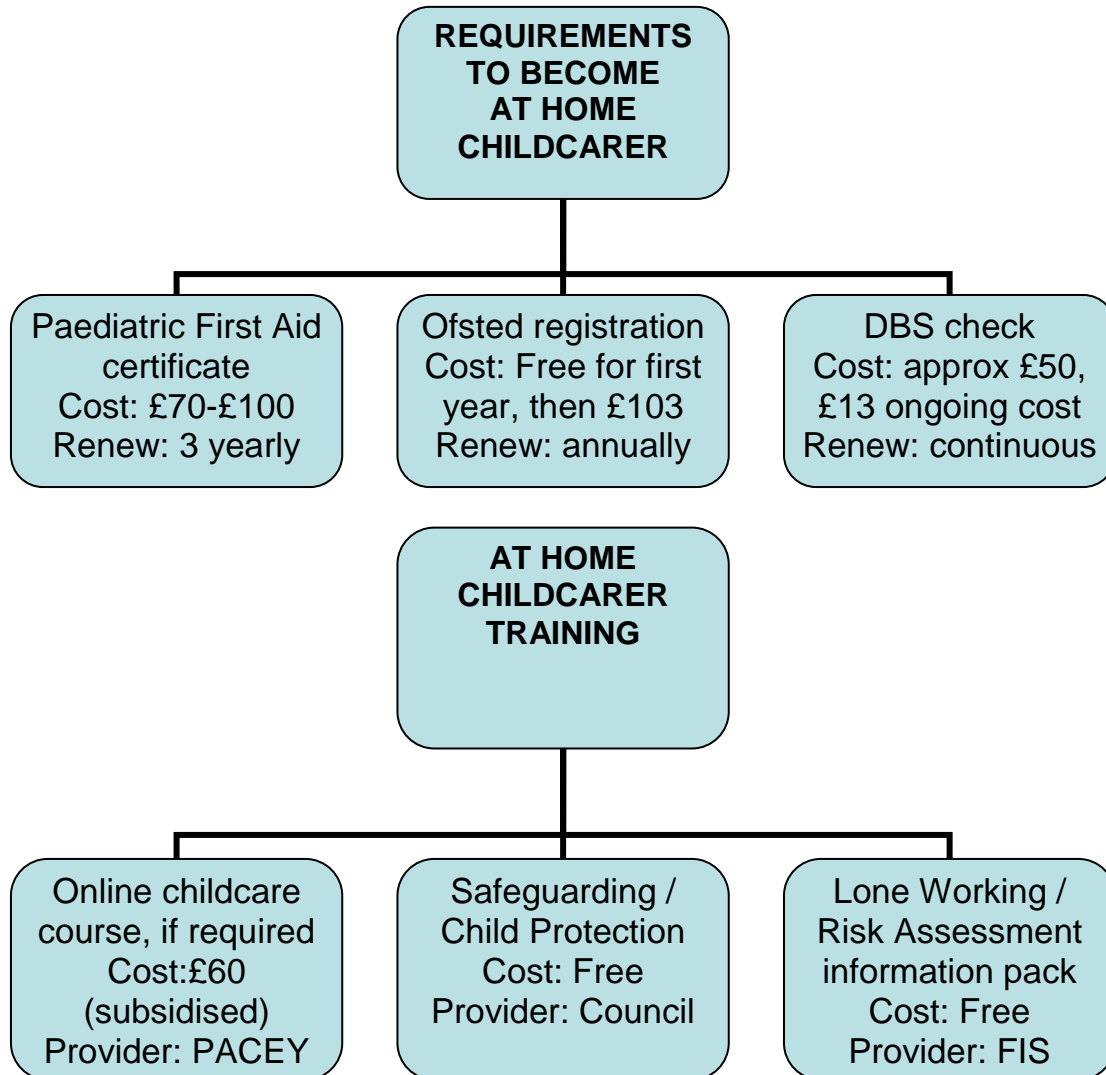 REQUIREMENTS
TO BECOME
AT HOME
CHILDCARER
Paediatric First Aid
certificate
Cost: £70-£100
Renew: 3 yearly
Ofsted registration
Cost: Free for first
year, then £103
Renew: annually
DBS check
Cost: approx £50,
£13 ongoing cost
Renew: continuous
AT HOME
CHILDCARER
TRAINING
Online childcare
course, if required
Cost:£60
(subsidised)
Provider: PACEY
Safeguarding /
Child Protection
Cost: Free
Provider: Council
Lone Working /
Risk Assessment
information pack
Cost: Free
Provider: FIS